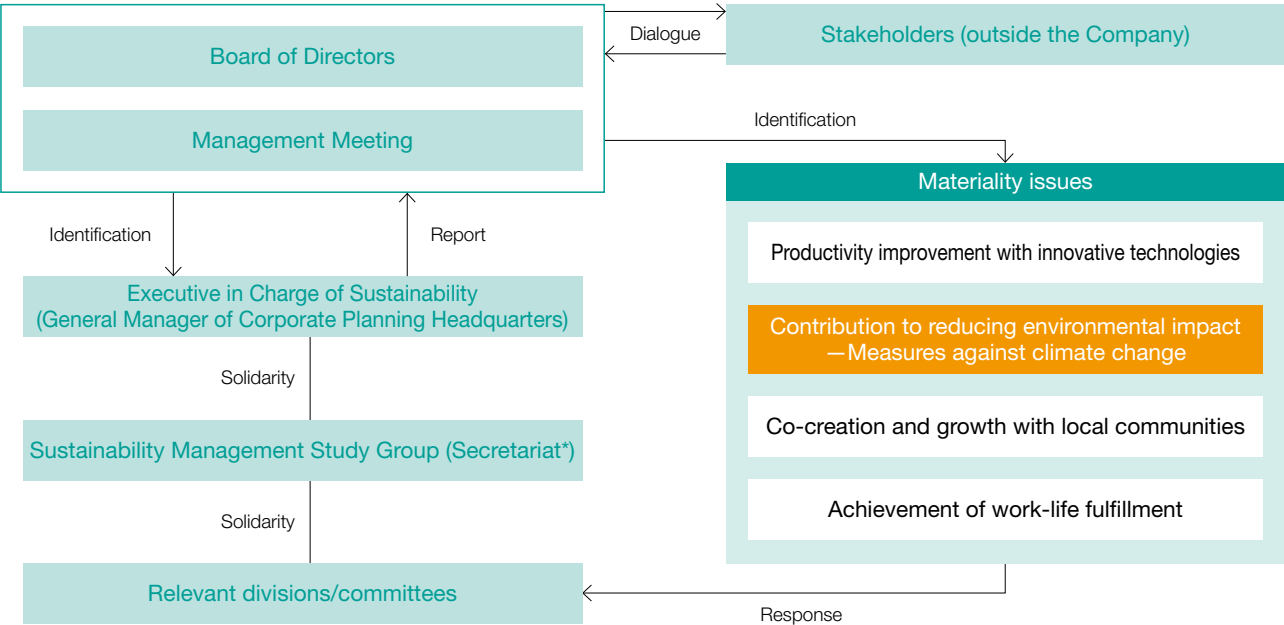 Board of Directors
Management Meeting
Dialogue
Stakeholders (outside the Company)
Identification
Materiality issues
Productivity improvement with innovative technologies
Contribution to reducing environmental impact
—Measures against climate change
Co-creation and growth with local communities
Achievement of work-life fulfillment
Identification
Report
Executive in Charge of Sustainability
(General Manager of Corporate Planning Headquarters)
Solidarity
Sustainability Management Study Group (Secretariat*)
Solidarity
Relevant divisions/committees
Response